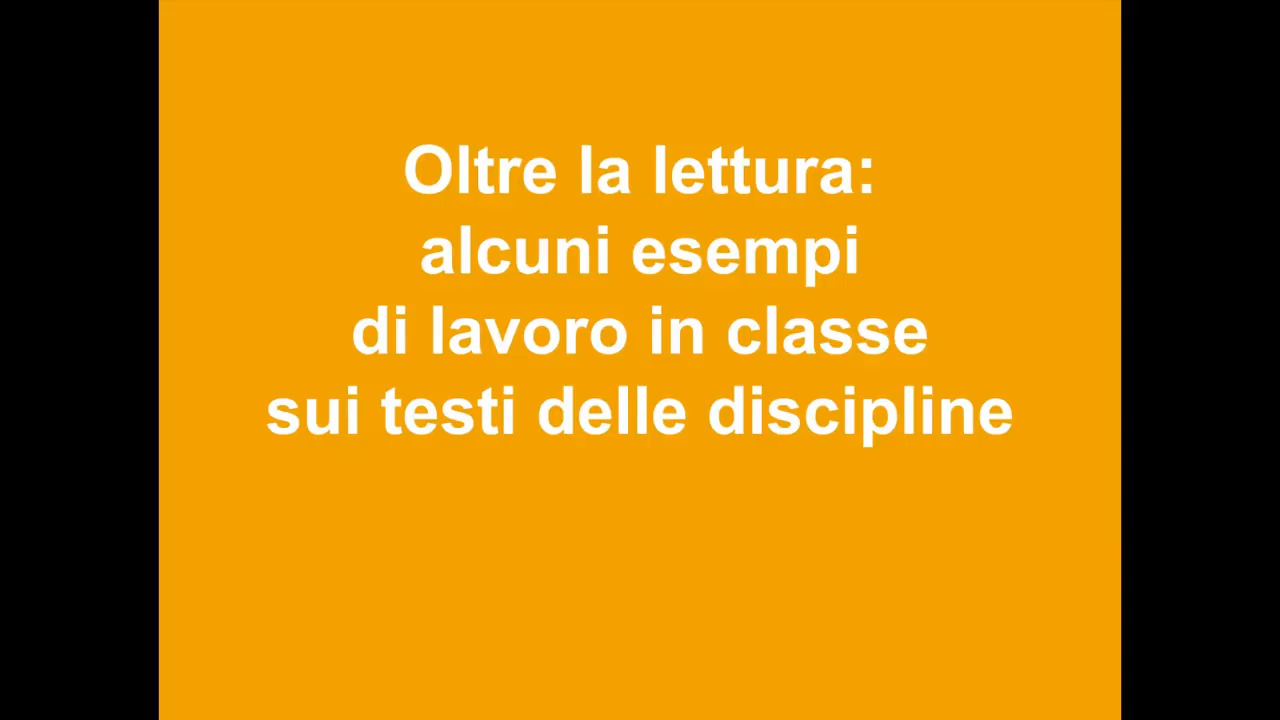 Oltre la lettura:
alcuni esempi
di lavoro in classe
sui testi delle discipline